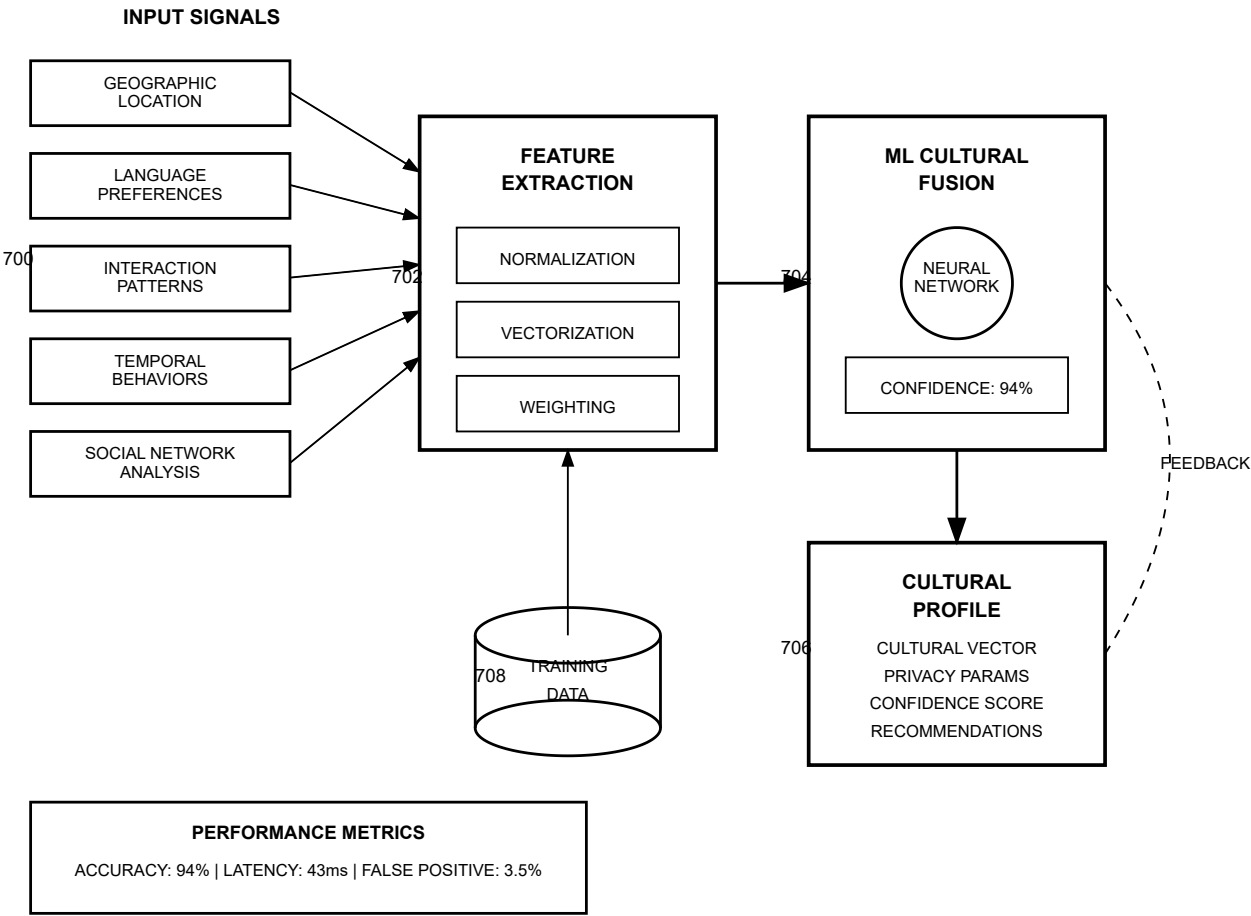 INPUT SIGNALS
GEOGRAPHIC
LOCATION
LANGUAGE
PREFERENCES
700
INTERACTION
PATTERNS
TEMPORAL
BEHAVIORS
SOCIAL NETWORK
ANALYSIS
FEATURE
EXTRACTION
702
NORMALIZATION
VECTORIZATION
WEIGHTING
ML CULTURAL
FUSION
704
NEURAL
NETWORK
CONFIDENCE: 94%
FEEDBACK
CULTURAL
PROFILE
706
CULTURAL VECTOR
PRIVACY PARAMS
CONFIDENCE SCORE
RECOMMENDATIONS
708
TRAINING
DATA
PERFORMANCE METRICS
ACCURACY: 94% | LATENCY: 43ms | FALSE POSITIVE: 3.5%